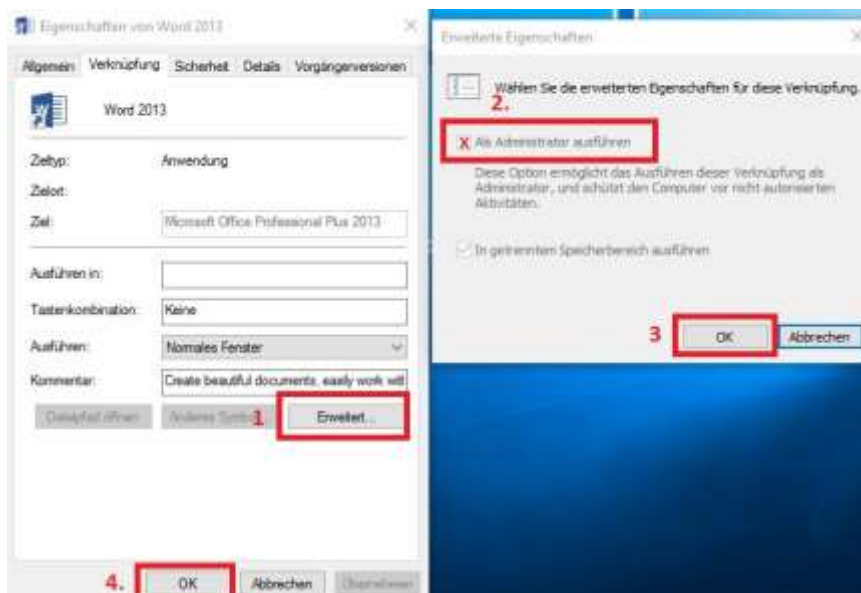 Eigenschaften von Word 2013
Allgemein Verknüpfung Sicherheit Details Vorgängerversionen
Word 2013
Zieltyp: Anwendung
Zielort:
Ziel: Microsoft Office Professional Plus 2013
Ausführen in:
Tastenkombination: Keine
Ausführen: Normales Fenster
Kommentar: Create beautiful documents, easily work with
Dateipfad öffnen Anderes Symbol 1 Erweitert...
4. OK Abbrechen Übernehmen
Erweiterte Eigenschaften
Wählen Sie die erweiterten Eigenschaften für diese Verknüpfung.
2.
X Als Administrator ausführen
Diese Option ermöglicht das Ausführen dieser Verknüpfung als
Administrator, und schützt den Computer vor nicht autorisierten
Aktivitäten.
In getrenntem Speicherbereich ausführen
3 OK Abbrechen